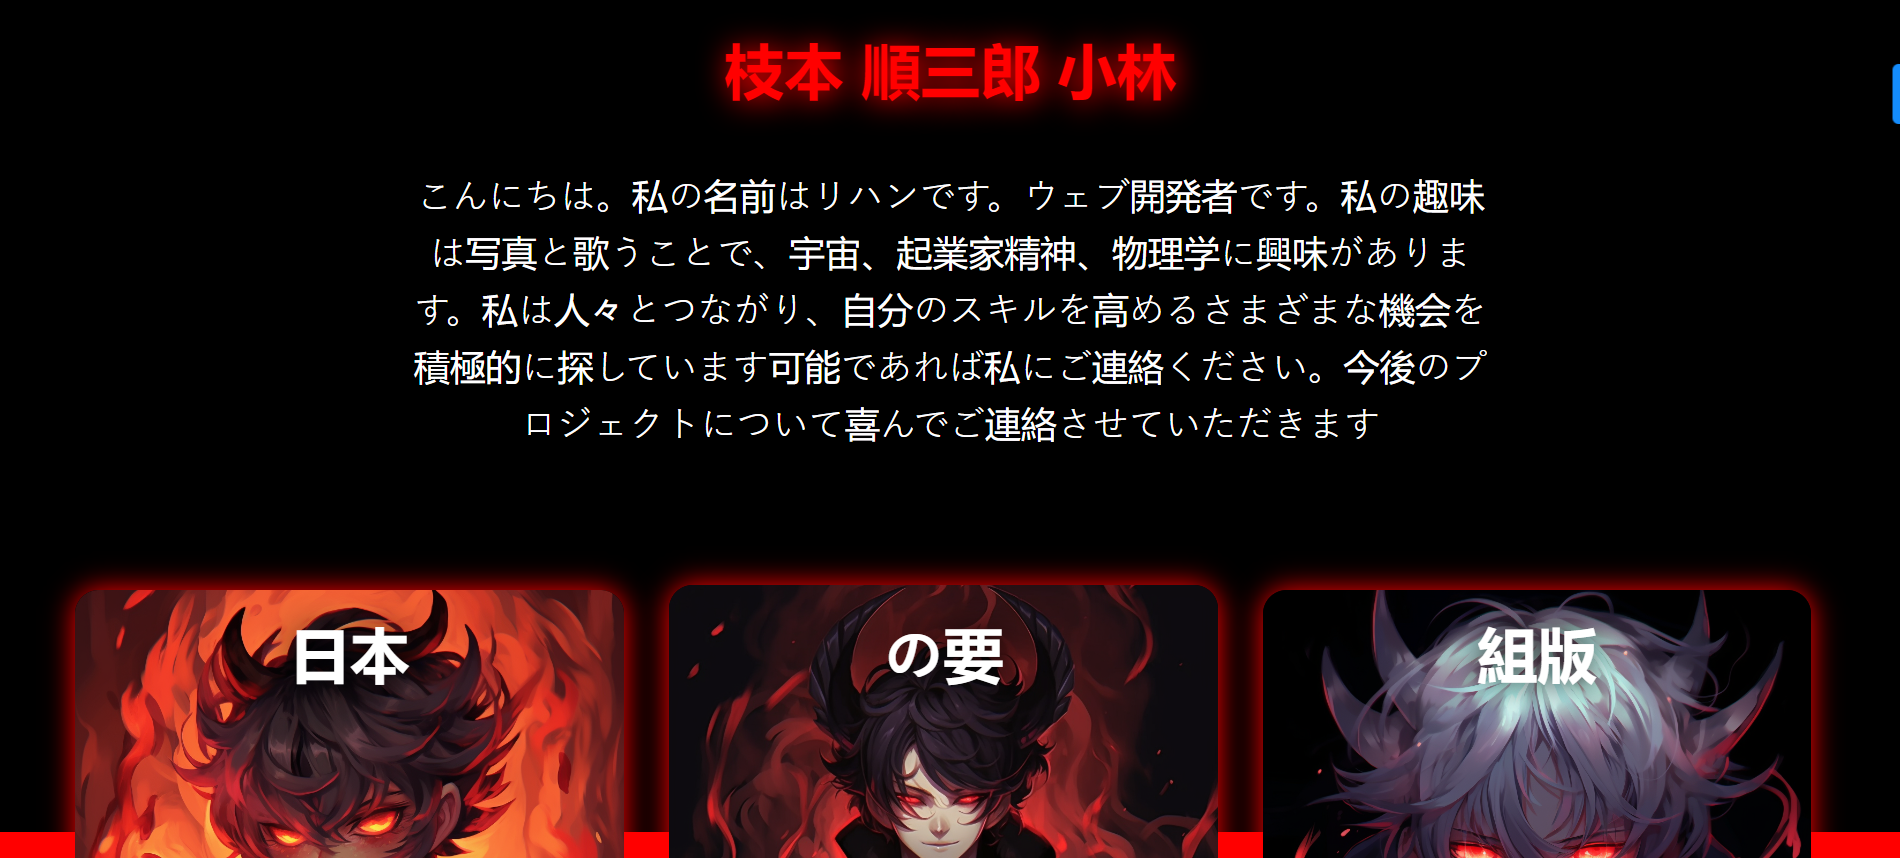 枝本 順三郎 小林
こんにちは。私の名前はリハンです。ウェブ開発者です。私の趣味
は写真と歌うことで、宇宙、起業家精神、物理学に興味がありま
す。私は人々とつながり、自分のスキルを高めるさまざまな機会を
積極的に探しています可能であれば私にご連絡ください。今後のプ
ロジェクトについて喜んでご連絡させていただきます
日本
の要
組版